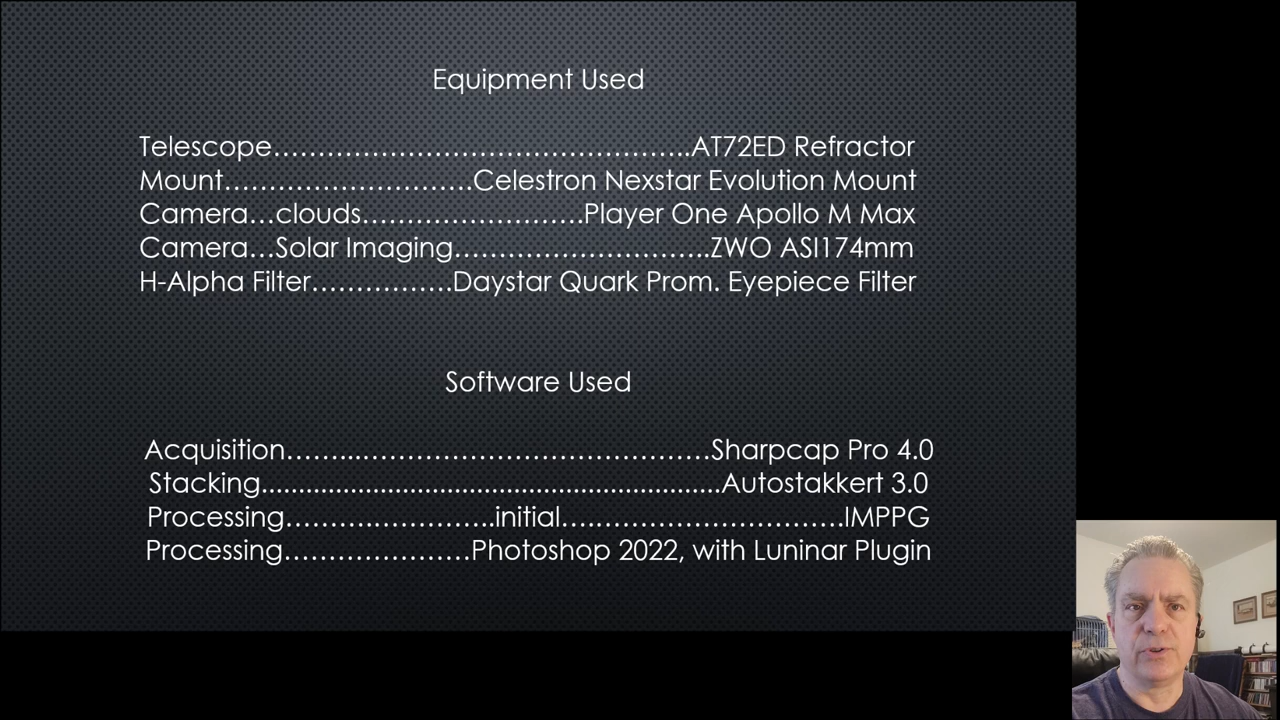 Equipment Used
Telescope………………………………………..AT72ED Refractor
Mount……………………….Celestron Nexstar Evolution Mount
Camera…clouds…………………….Player One Apollo M Max
Camera…Solar Imaging………………………..ZWO ASI174mm
H-Alpha Filter…………….Daystar Quark Prom. Eyepiece Filter
Software Used
Acquisition……...…………………………………Sharpcap Pro 4.0
Stacking.............................................................Autostakkert 3.0
Processing……….…………..initial….……………………….IMPPG
Processing…………………Photoshop 2022, with Luninar Plugin